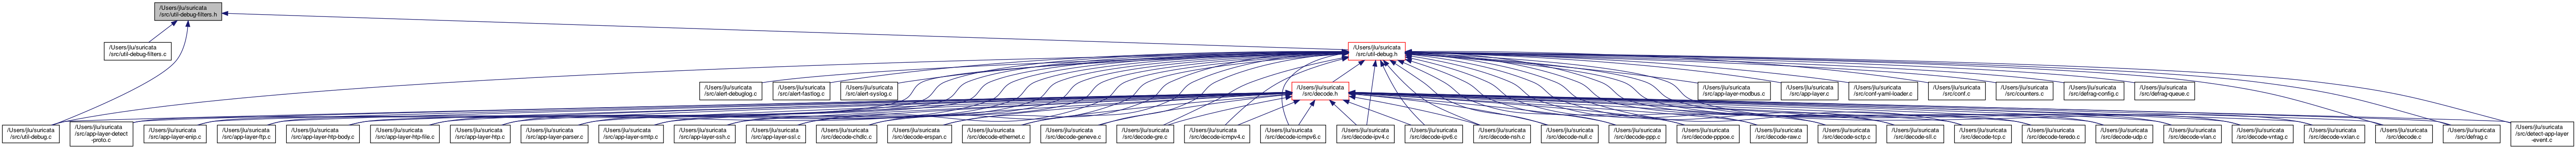 /Users/jlu/suricata
/src/util-debug-filters.h
/Users/jlu/suricata
/src/util-debug-filters.c
/Users/jlu/suricata
/src/util-debug.h
/Users/jlu/suricata
/src/alert-debuglog.c
/Users/jlu/suricata
/src/alert-fastlog.c
/Users/jlu/suricata
/src/alert-syslog.c
/Users/jlu/suricata
/src/decode.h
/Users/jlu/suricata
/src/app-layer-modbus.c
/Users/jlu/suricata
/src/app-layer.c
/Users/jlu/suricata
/src/conf-yaml-loader.c
/Users/jlu/suricata
/src/conf.c
/Users/jlu/suricata
/src/counters.c
/Users/jlu/suricata
/src/defrag-config.c
/Users/jlu/suricata
/src/defrag-queue.c
/Users/jlu/suricata
/src/util-debug.c
/Users/jlu/suricata
/src/app-layer-detect
-proto.c
/Users/jlu/suricata
/src/app-layer-enip.c
/Users/jlu/suricata
/src/app-layer-ftp.c
/Users/jlu/suricata
/src/app-layer-htp-body.c
/Users/jlu/suricata
/src/app-layer-htp-file.c
/Users/jlu/suricata
/src/app-layer-htp.c
/Users/jlu/suricata
/src/app-layer-parser.c
/Users/jlu/suricata
/src/app-layer-smtp.c
/Users/jlu/suricata
/src/app-layer-ssh.c
/Users/jlu/suricata
/src/app-layer-ssl.c
/Users/jlu/suricata
/src/decode-chdlc.c
/Users/jlu/suricata
/src/decode-erspan.c
/Users/jlu/suricata
/src/decode-ethernet.c
/Users/jlu/suricata
/src/decode-geneve.c
/Users/jlu/suricata
/src/decode-gre.c
/Users/jlu/suricata
/src/decode-icmpv4.c
/Users/jlu/suricata
/src/decode-icmpv6.c
/Users/jlu/suricata
/src/decode-ipv4.c
/Users/jlu/suricata
/src/decode-ipv6.c
/Users/jlu/suricata
/src/decode-nsh.c
/Users/jlu/suricata
/src/decode-null.c
/Users/jlu/suricata
/src/decode-ppp.c
/Users/jlu/suricata
/src/decode-pppoe.c
/Users/jlu/suricata
/src/decode-raw.c
/Users/jlu/suricata
/src/decode-sctp.c
/Users/jlu/suricata
/src/decode-sll.c
/Users/jlu/suricata
/src/decode-tcp.c
/Users/jlu/suricata
/src/decode-teredo.c
/Users/jlu/suricata
/src/decode-udp.c
/Users/jlu/suricata
/src/decode-vlan.c
/Users/jlu/suricata
/src/decode-vntag.c
/Users/jlu/suricata
/src/decode-vxlan.c
/Users/jlu/suricata
/src/decode.c
/Users/jlu/suricata
/src/defrag.c
/Users/jlu/suricata
/src/detect-app-layer
-event.c